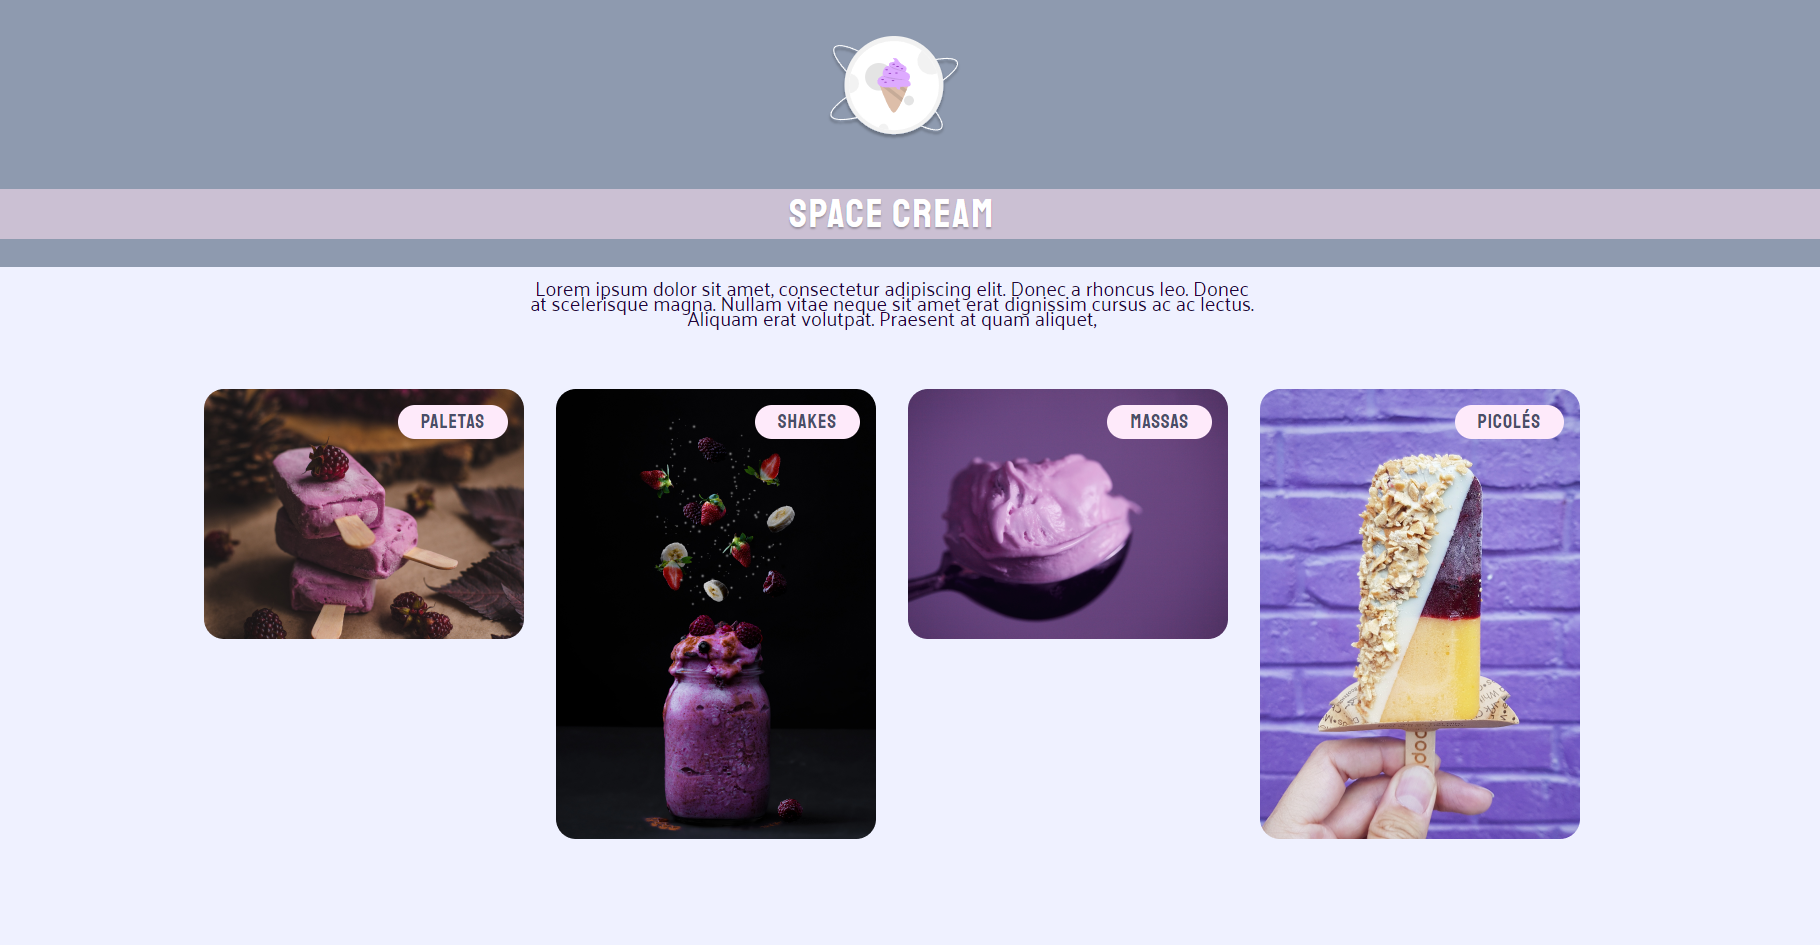 SPACE CREAM
Lorem ipsum dolor sit amet, consectetur adipiscing elit. Donec a rhoncus leo. Donec
at scelerisque magna. Nullam vitae neque sit amet erat dignissim cursus ac ac lectus.
Aliquam erat volutpat. Praesent at quam aliquet,
PALETAS
SHAKES
MASSAS
PICOLÉS